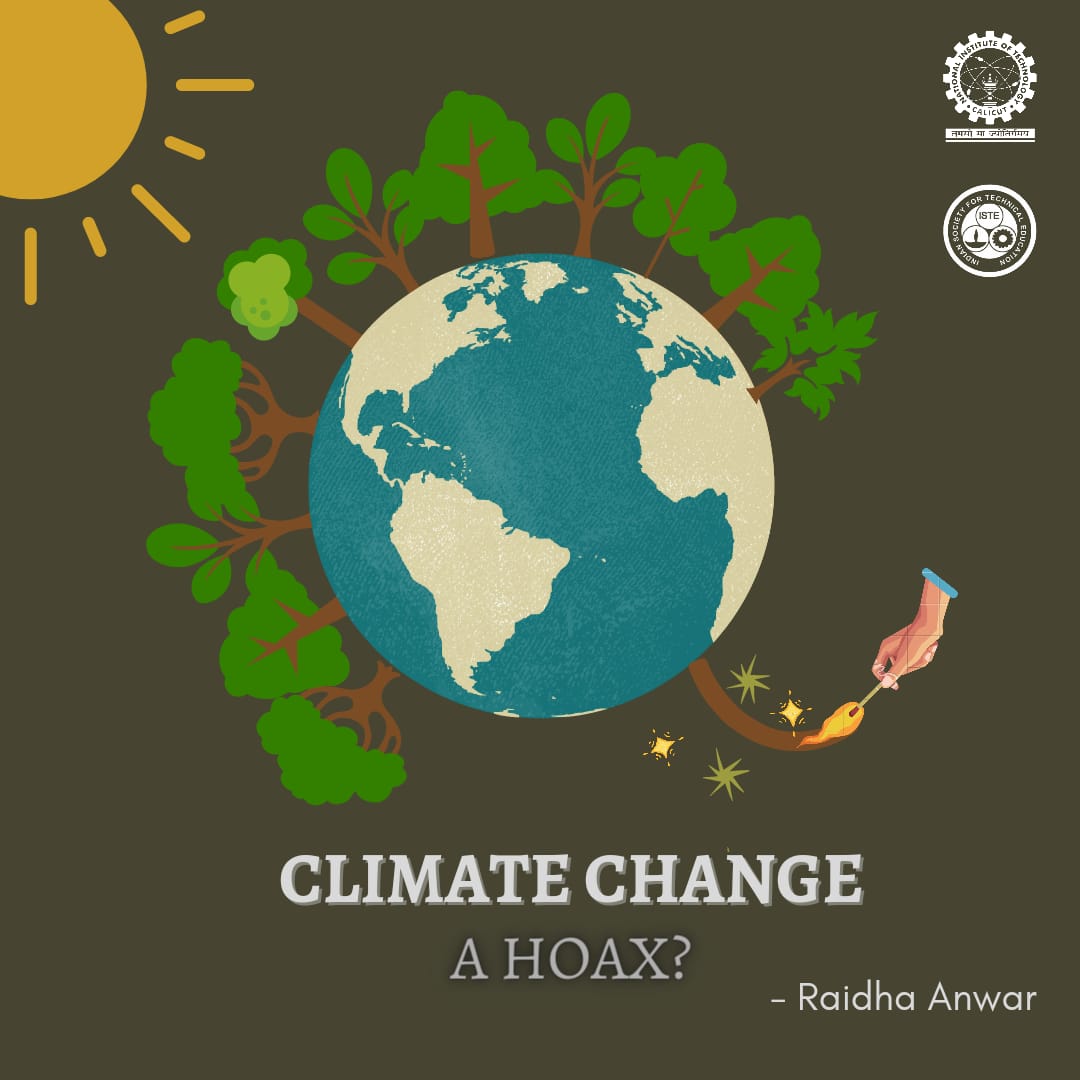 NATIONAL INSTITUTE OF TECHNOLOGY
• CALICUT •
तमसो मा ज्योतिर्गमय
INDIAN SOCIETY FOR TECHNICAL EDUCATION
ISTE
CLIMATE CHANGE
A HOAX?
- Raidha Anwar